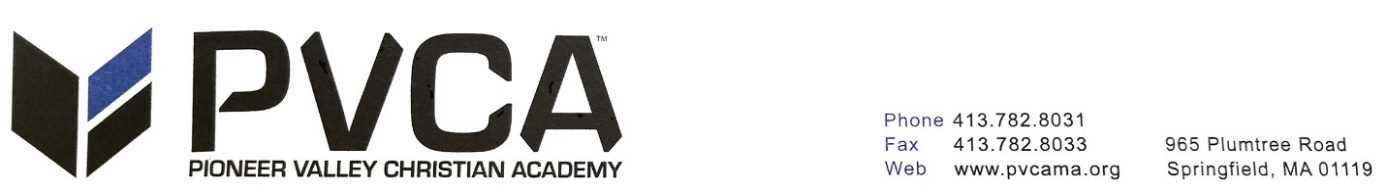 PVCA™
PIONEER VALLEY CHRISTIAN ACADEMY
Phone 413.782.8031
Fax 413.782.8033
Web www.pvcama.org
965 Plumtree Road
Springfield, MA 01119